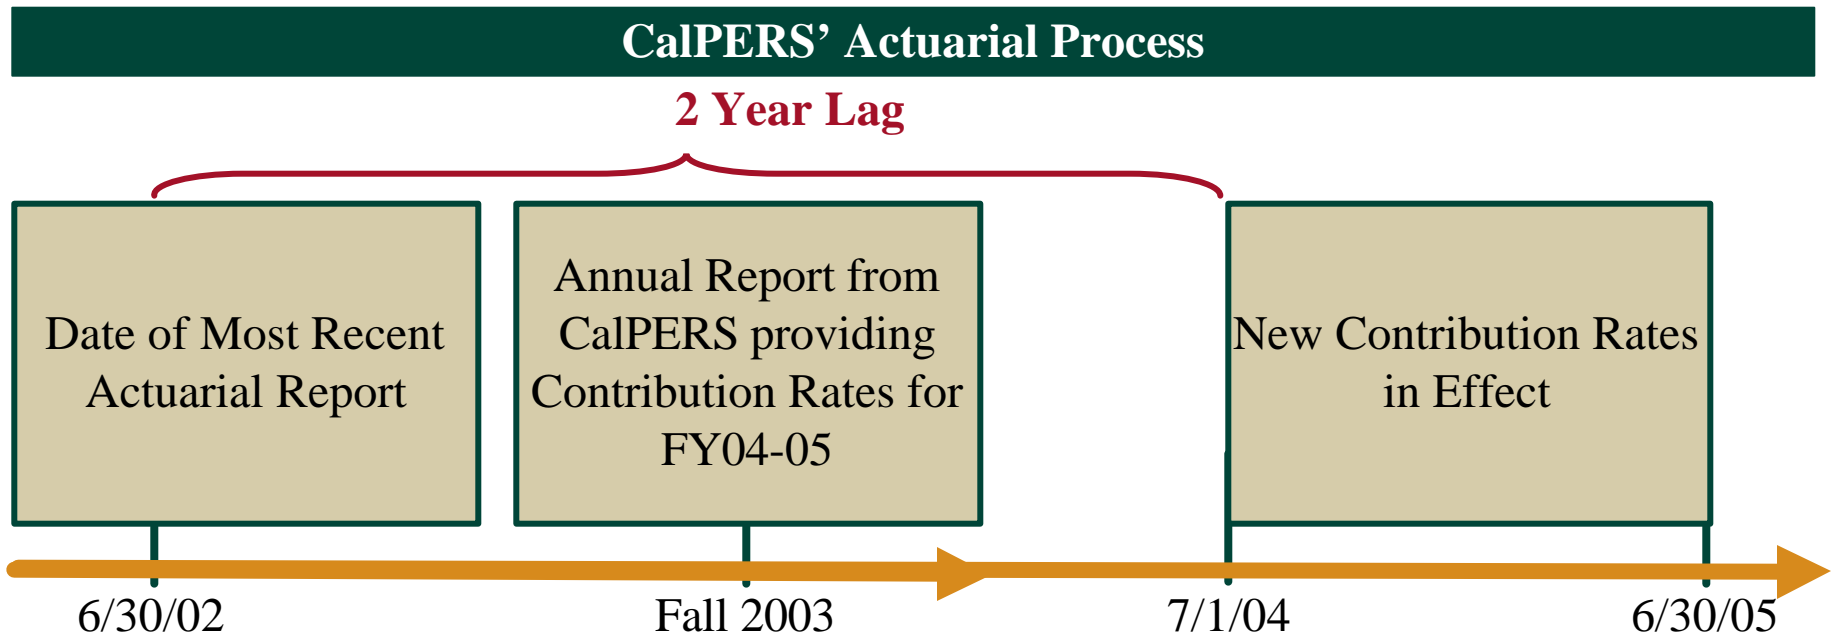 CalPERS’ Actuarial Process
2 Year Lag
Date of Most Recent
Actuarial Report
Annual Report from
CalPERS providing
Contribution Rates for
FY04-05
New Contribution Rates
in Effect
6/30/02
Fall 2003
7/1/04
6/30/05